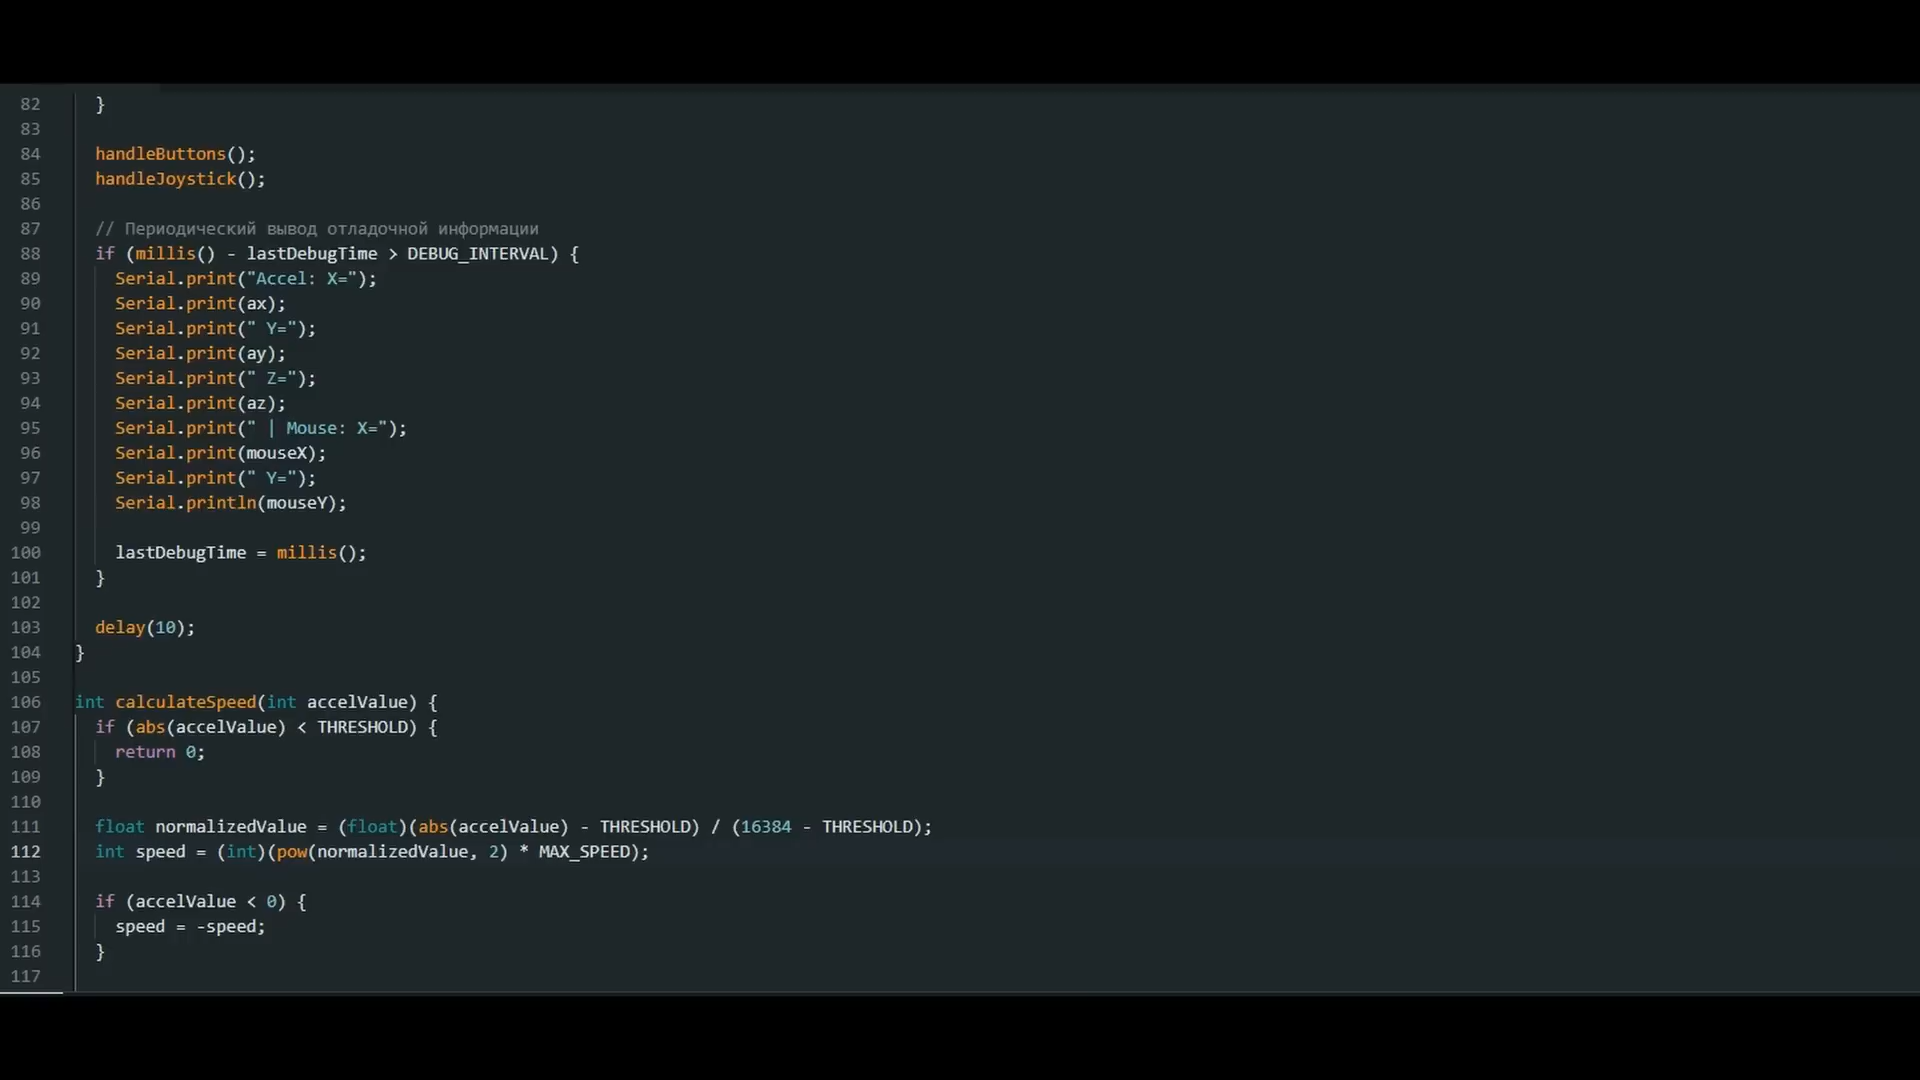 82 }
83
84 handleButtons();
85 handleJoystick();
86
87 // Периодический вывод отладочной информации
88 if (millis() - lastDebugTime > DEBUG_INTERVAL) {
89 Serial.print("Accel: X=");
90 Serial.print(ax);
91 Serial.print(" Y=");
92 Serial.print(ay);
93 Serial.print(" Z=");
94 Serial.print(az);
95 Serial.print(" | Mouse: X=");
96 Serial.print(mouseX);
97 Serial.print(" Y=");
98 Serial.println(mouseY);
99
100 lastDebugTime = millis();
101 }
102
103 delay(10);
104 }
105
106 int calculateSpeed(int accelValue) {
107 if (abs(accelValue) < THRESHOLD) {
108 return 0;
109 }
110
111 float normalizedValue = (float)(abs(accelValue) - THRESHOLD) / (16384 - THRESHOLD);
112 int speed = (int)(pow(normalizedValue, 2) * MAX_SPEED);
113
114 if (accelValue < 0) {
115 speed = -speed;
116 }
117